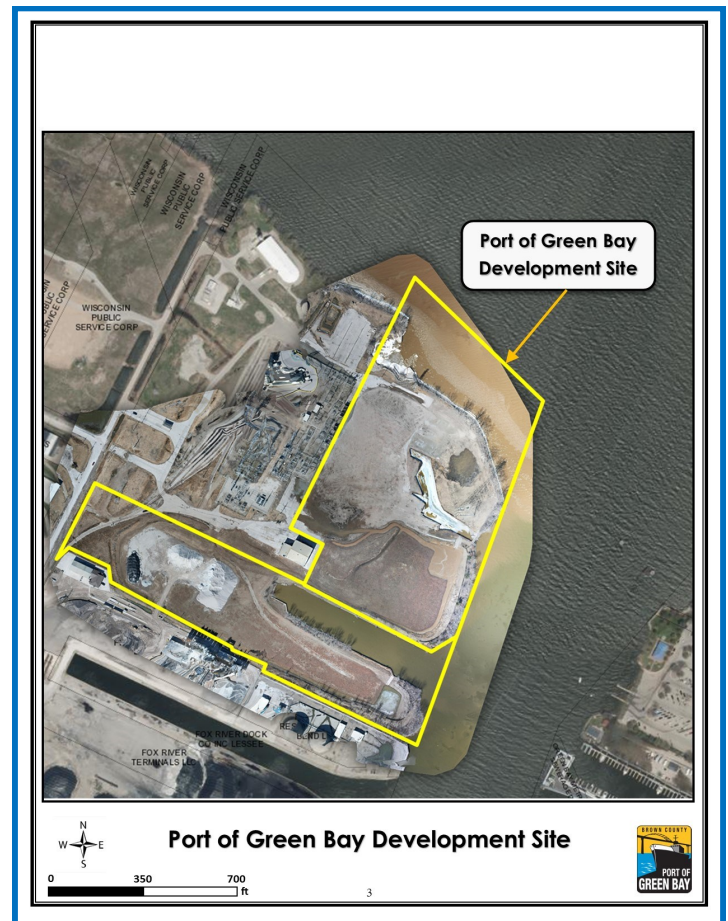 WISCONSIN
PUBLIC
SERVICE CORP
WISCONSIN
PUBLIC
SERVICE CORP
WISCONSIN
PUBLIC SERVICE CORP
Port of Green Bay
Development Site
SERVICE CORP
WISCONSIN
PUBLIC
SERVICE CORP
FOX RIVER DOCK
CO INC LESSEE
FOX RIVER
TERMINALS LLC
N
W E
S
Port of Green Bay Development Site
BROWN COUNTY
PORT OF
GREEN BAY
0 350 700
ft
3